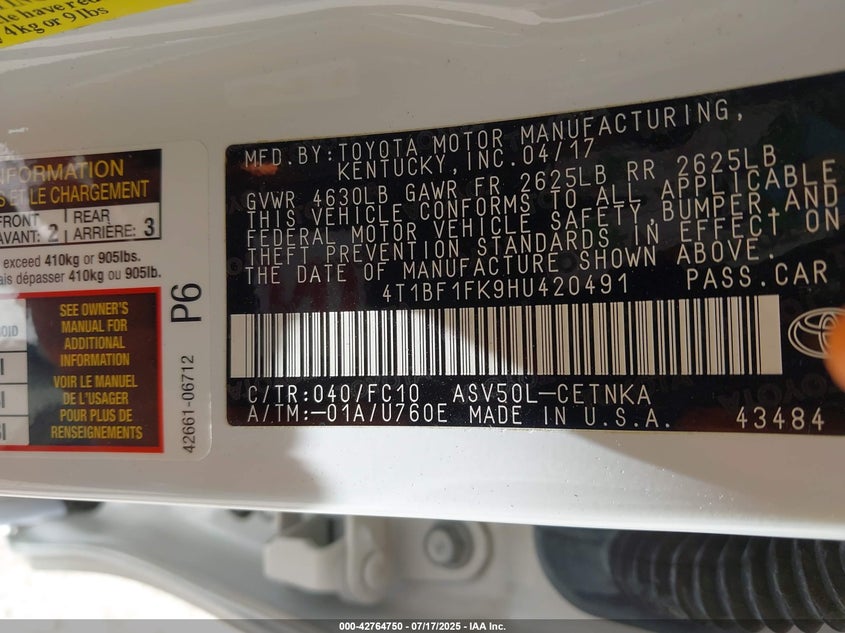 4 kg or 9 lbs
INFORMATION
ET LE CHARGEMENT
FRONT
AVANT: 2
REAR
ARRIÈRE: 3
exceed 410kg or 905lbs.
dépasser 410kg ou 905lb.
SEE OWNER'S
MANUAL FOR
ADDITIONAL
INFORMATION
VOIR LE MANUEL
DE L'USAGER
POUR PLUS DE
RENSEIGNEMENTS
P6
42661-06712
MFD.BY:TOYOTA MOTOR MANUFACTURING,
KENTUCKY,INC.04/17
GVWR 4630LB GAWR FR 2625LB RR 2625LB
THIS VEHICLE CONFORMS TO ALL APPLICABLE
FEDERAL MOTOR VEHICLE SAFETY,BUMPER AND
THEFT PREVENTION STANDARDS IN EFFECT ON
THE DATE OF MANUFACTURE SHOWN ABOVE.
4T1BF1FK9HU420491 PASS.CAR
C/TR:040/FC10 ASV50L-CETNKA
A/TM:-01A/U760E MADE IN U.S.A. 43484
000-42764750 | 07/17/2025 - IAA Inc.